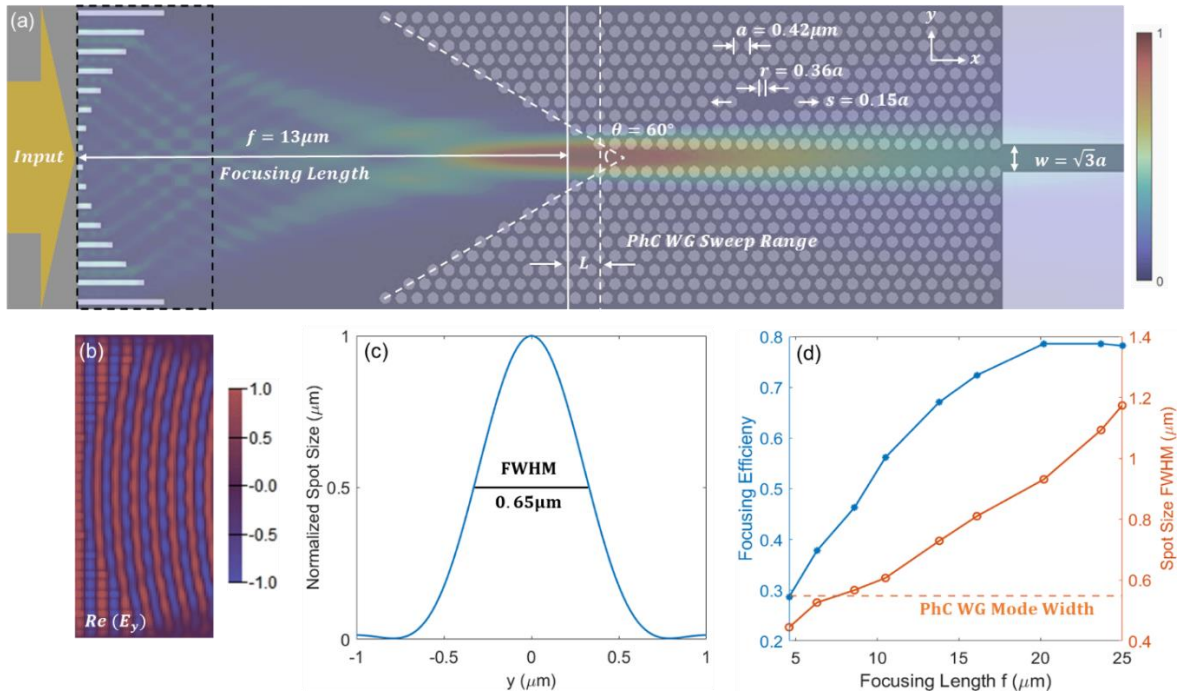 (a)
y
x
a = 0.42μm
r = 0.36a
s = 0.15a
1
0
θ = 60°
f = 13μm
Input
Focusing Length
w = √3a
PhC WG Sweep Range
L
(b)
1.0
0.5
-0.0
-0.5
-1.0
Re (E_y)
(c)
Normalized Spot Size (μm)
1
0.5
0
FWHM
0.65μm
-1
-0.5
0
0.5
1
y (μm)
(d)
Focusing Efficieny
0.8
0.7
0.6
0.5
0.4
0.3
0.2
PhC WG Mode Width
1.4
1.2
1
0.8
0.6
0.4
Spot Size FWHM (μm)
5
10
15
20
25
Focusing Length f (μm)